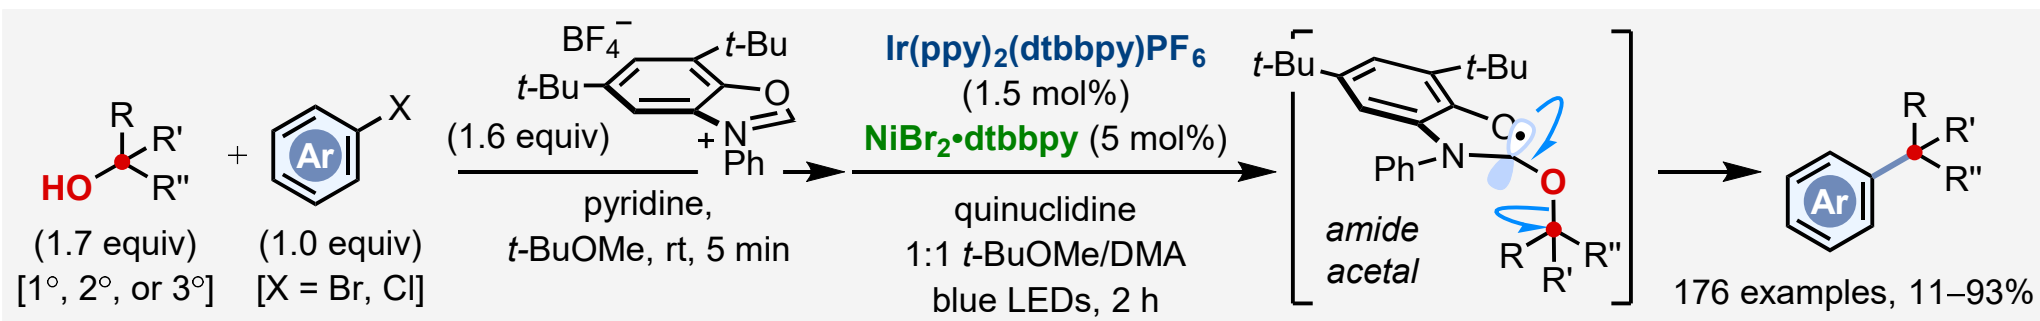 HO
R
R'
R"
(1.7 equiv)
[1°, 2°, or 3°]
+
Ar
X
(1.0 equiv)
[X = Br, Cl]
BF4−
t-Bu
t-Bu
O
N
+
Ph
(1.6 equiv)
pyridine,
t-BuOMe, rt, 5 min
Ir(ppy)2(dtbbpy)PF6
(1.5 mol%)
NiBr2•dtbbpy (5 mol%)
quinuclidine
1:1 t-BuOMe/DMA
blue LEDs, 2 h
t-Bu
t-Bu
O
N
Ph
O
R
R'
R"
amide
acetal
Ar
R
R'
R"
176 examples, 11–93%